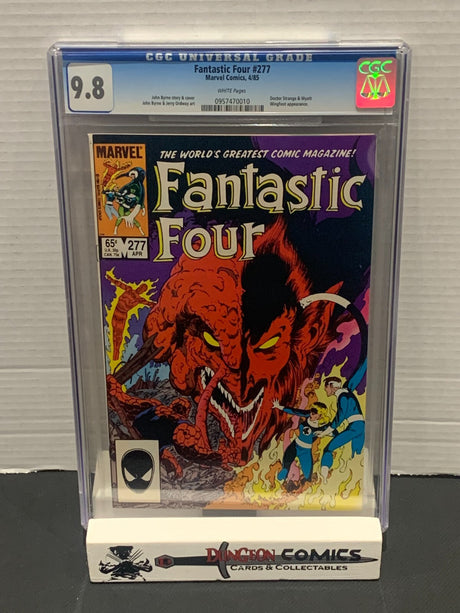 CGC UNIVERSAL GRADE
9.8
Fantastic Four #277
Marvel Comics, 4/85
WHITE Pages
John Byrne story & cover
John Byrne & Jerry Ordway art
0957470010
Doctor Strange & Wyatt
Wingfoot appearance.
CGC
MARVEL
THE WORLD'S GREATEST COMIC MAGAZINE!
Fantastic
Four
65¢
277
APR
DUNGEON COMICS
CARDS & COLLECTABLES